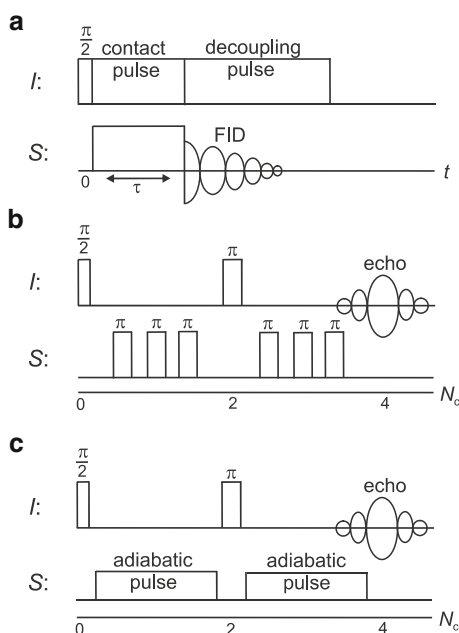 a
π/2 contact pulse decoupling pulse
I:
S: FID
0 τ t
b
π/2 π echo
I:
π π π π π π
S:
0 2 4 N_c
c
π/2 π echo
I:
adiabatic pulse adiabatic pulse
S:
0 2 4 N_c